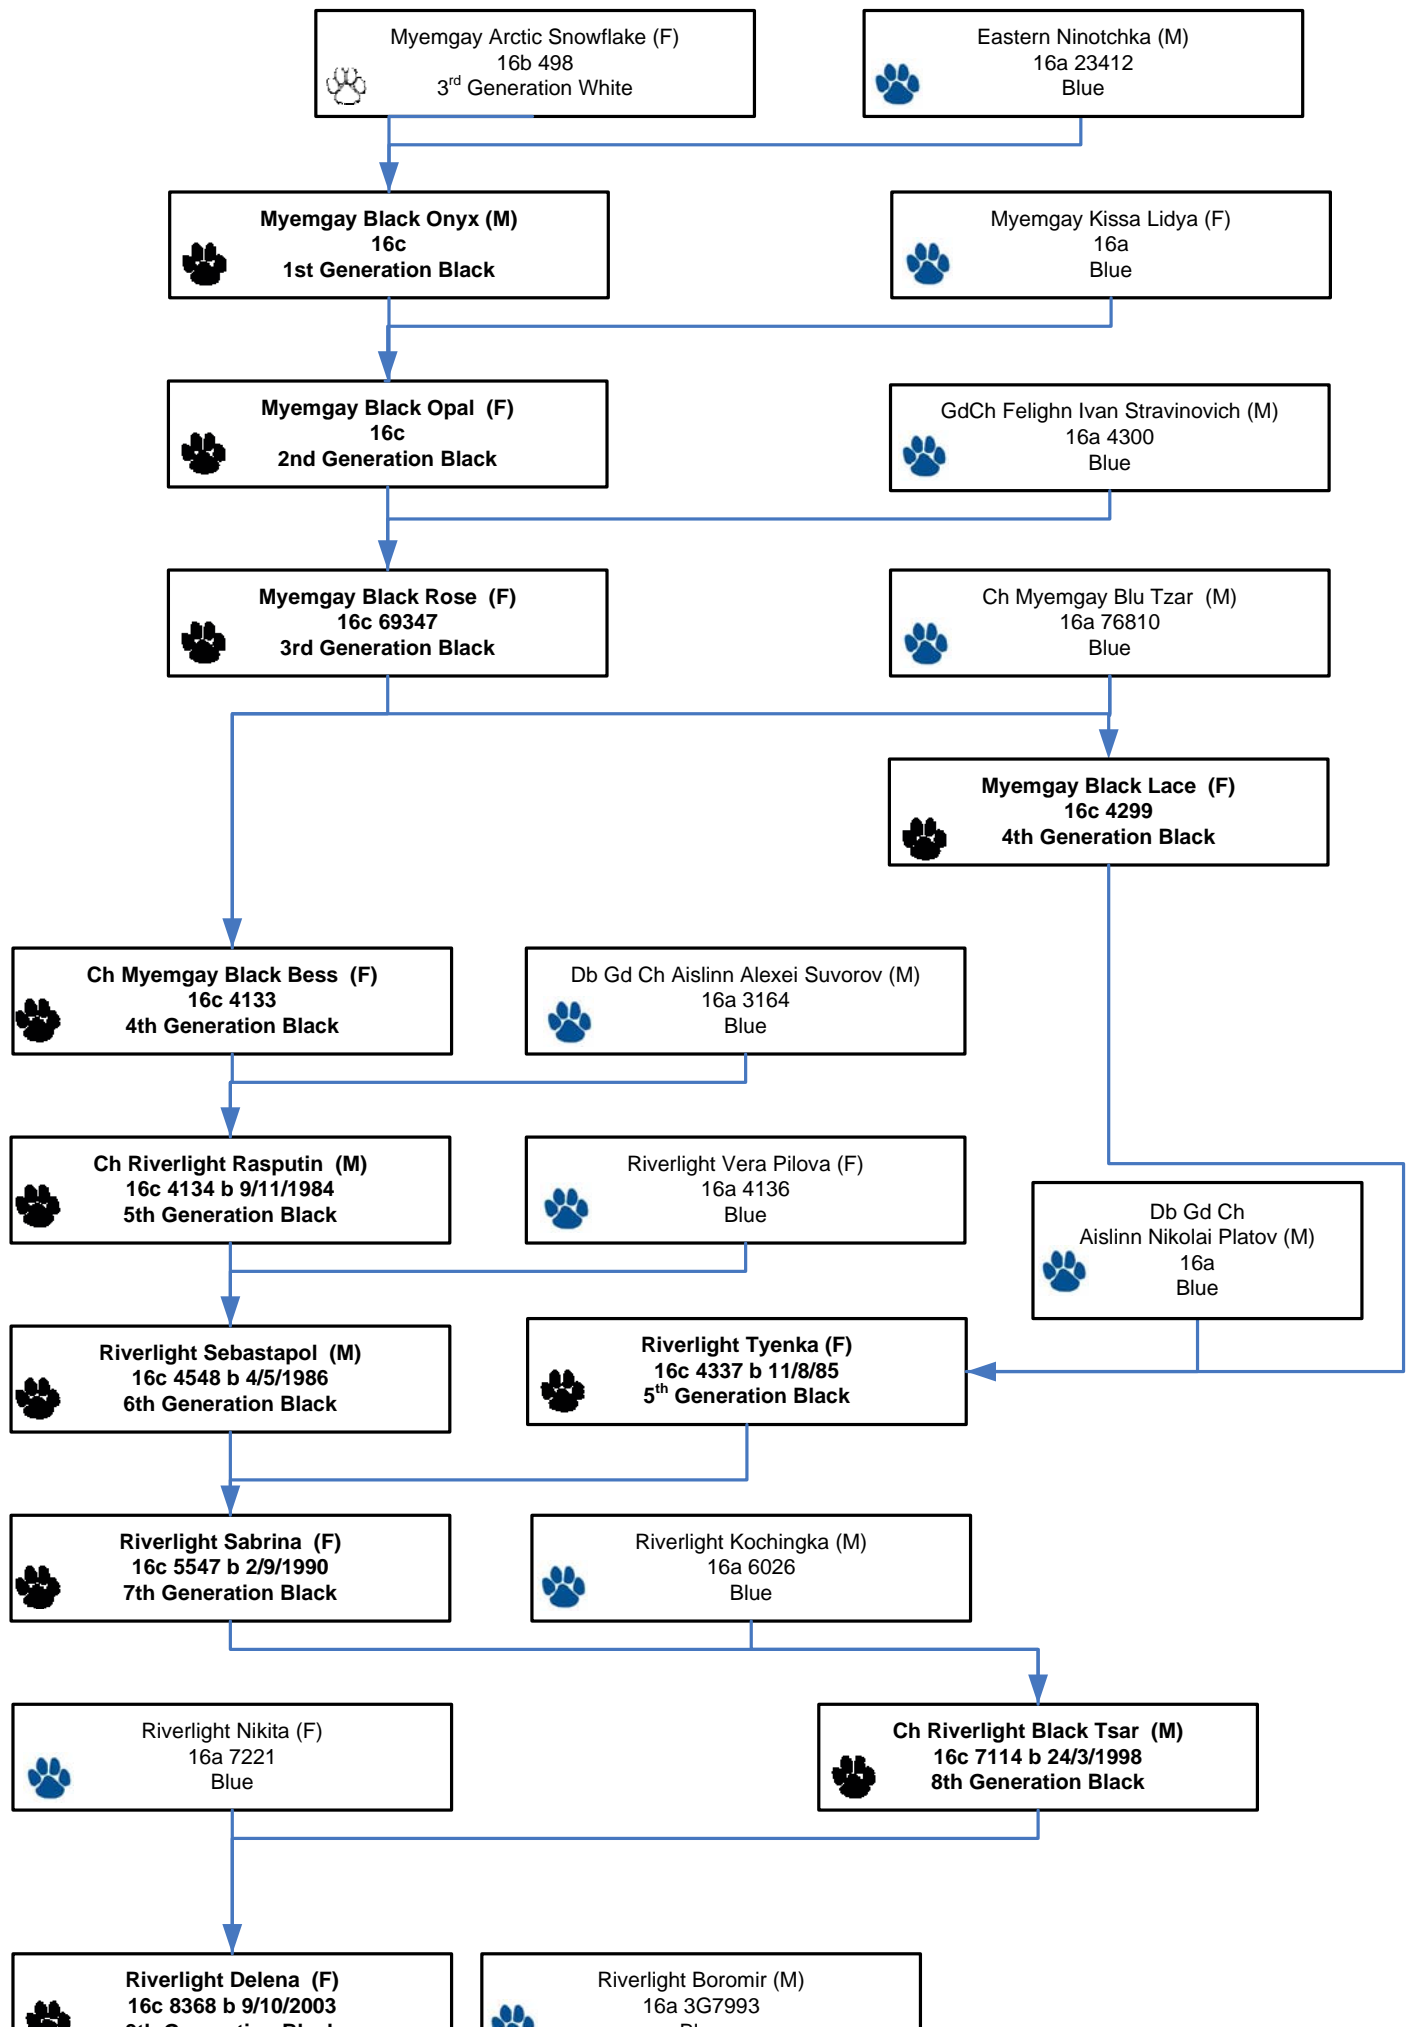 Myemgay Arctic Snowflake (F)
16b 498
3rd Generation White
Eastern Ninotchka (M)
16a 23412
Blue
Myemgay Black Onyx (M)
16c
1st Generation Black
Myemgay Kissa Lidya (F)
16a
Blue
Myemgay Black Opal (F)
16c
2nd Generation Black
GdCh Felighn Ivan Stravinovich (M)
16a 4300
Blue
Myemgay Black Rose (F)
16c 69347
3rd Generation Black
Ch Myemgay Blu Tzar (M)
16a 76810
Blue
Myemgay Black Lace (F)
16c 4299
4th Generation Black
Ch Myemgay Black Bess (F)
16c 4133
4th Generation Black
Db Gd Ch Aislinn Alexei Suvorov (M)
16a 3164
Blue
Ch Riverlight Rasputin (M)
16c 4134 b 9/11/1984
5th Generation Black
Riverlight Vera Pilova (F)
16a 4136
Blue
Db Gd Ch
Aislinn Nikolai Platov (M)
16a
Blue
Riverlight Sebastapol (M)
16c 4548 b 4/5/1986
6th Generation Black
Riverlight Tyenka (F)
16c 4337 b 11/8/85
5th Generation Black
Riverlight Sabrina (F)
16c 5547 b 2/9/1990
7th Generation Black
Riverlight Kochingka (M)
16a 6026
Blue
Riverlight Nikita (F)
16a 7221
Blue
Ch Riverlight Black Tsar (M)
16c 7114 b 24/3/1998
8th Generation Black
Riverlight Delena (F)
16c 8368 b 9/10/2003
Riverlight Boromir (M)
16a 3G7993